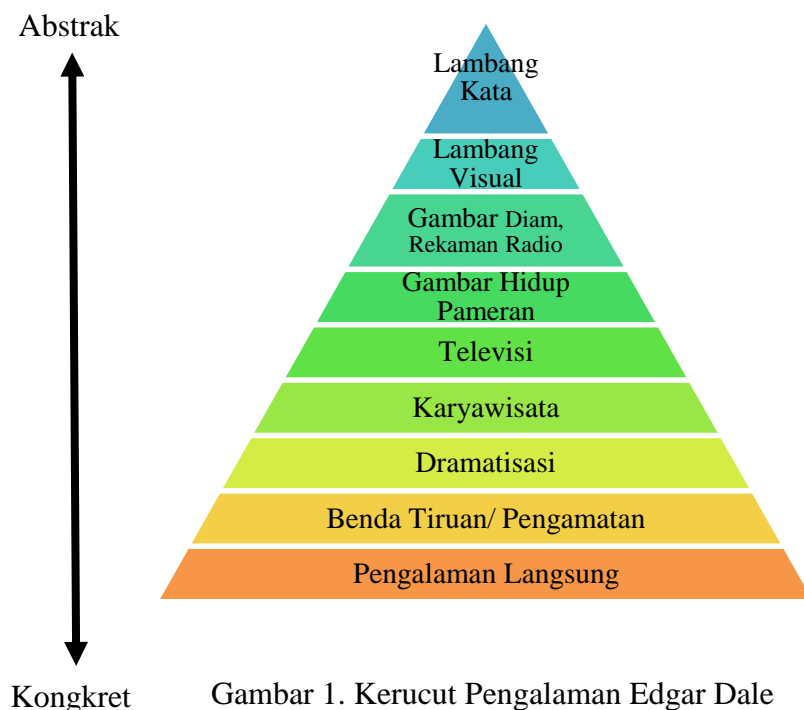 Abstrak
Lambang
Kata
Lambang
Visual
Gambar Diam,
Rekaman Radio
Gambar Hidup
Pameran
Televisi
Karyawisata
Dramatisasi
Benda Tiruan/ Pengamatan
Pengalaman Langsung
Kongkret
Gambar 1. Kerucut Pengalaman Edgar Dale